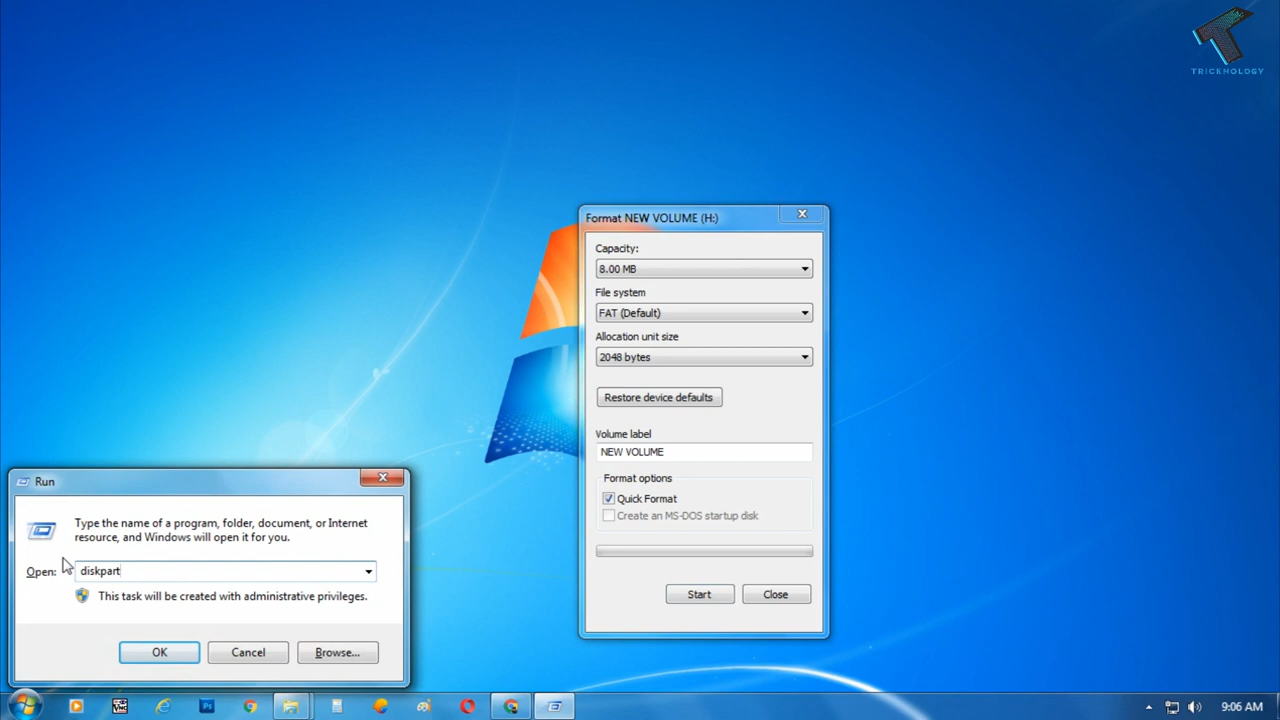 TRICKNOLOGY
Format NEW VOLUME (H:)
Capacity:
8.00 MB
File system
FAT (Default)
Allocation unit size
2048 bytes
Restore device defaults
Volume label
NEW VOLUME
Format options
Quick Format
Create an MS-DOS startup disk
Start
Close
Run
Type the name of a program, folder, document, or Internet
resource, and Windows will open it for you.
Open:
diskpart
This task will be created with administrative privileges.
OK
Cancel
Browse...
9:06 AM